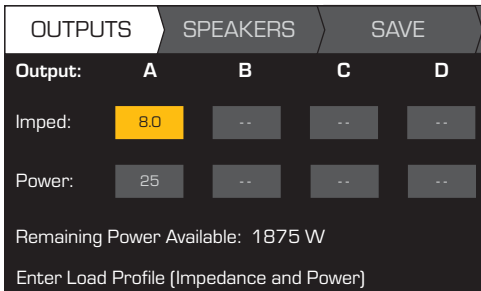 OUTPUTS SPEAKERS SAVE
Output: A B C D
Imped: 8.0 -- -- --
Power: 25 -- -- --
Remaining Power Available: 1875 W
Enter Load Profile (Impedance and Power)